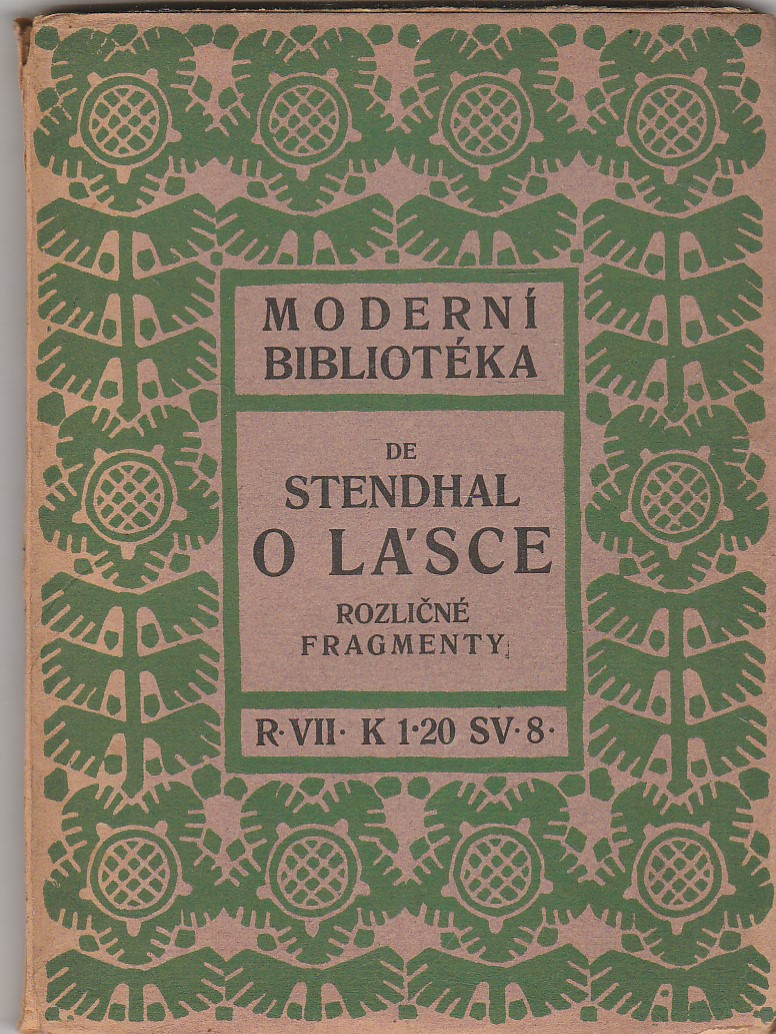 MODERNÍ
BIBLIOTÉKA
DE
STENDHAL
O LÁSCE
ROZLIČNÉ
FRAGMENTY
R·VII· K 1·20 SV·8·